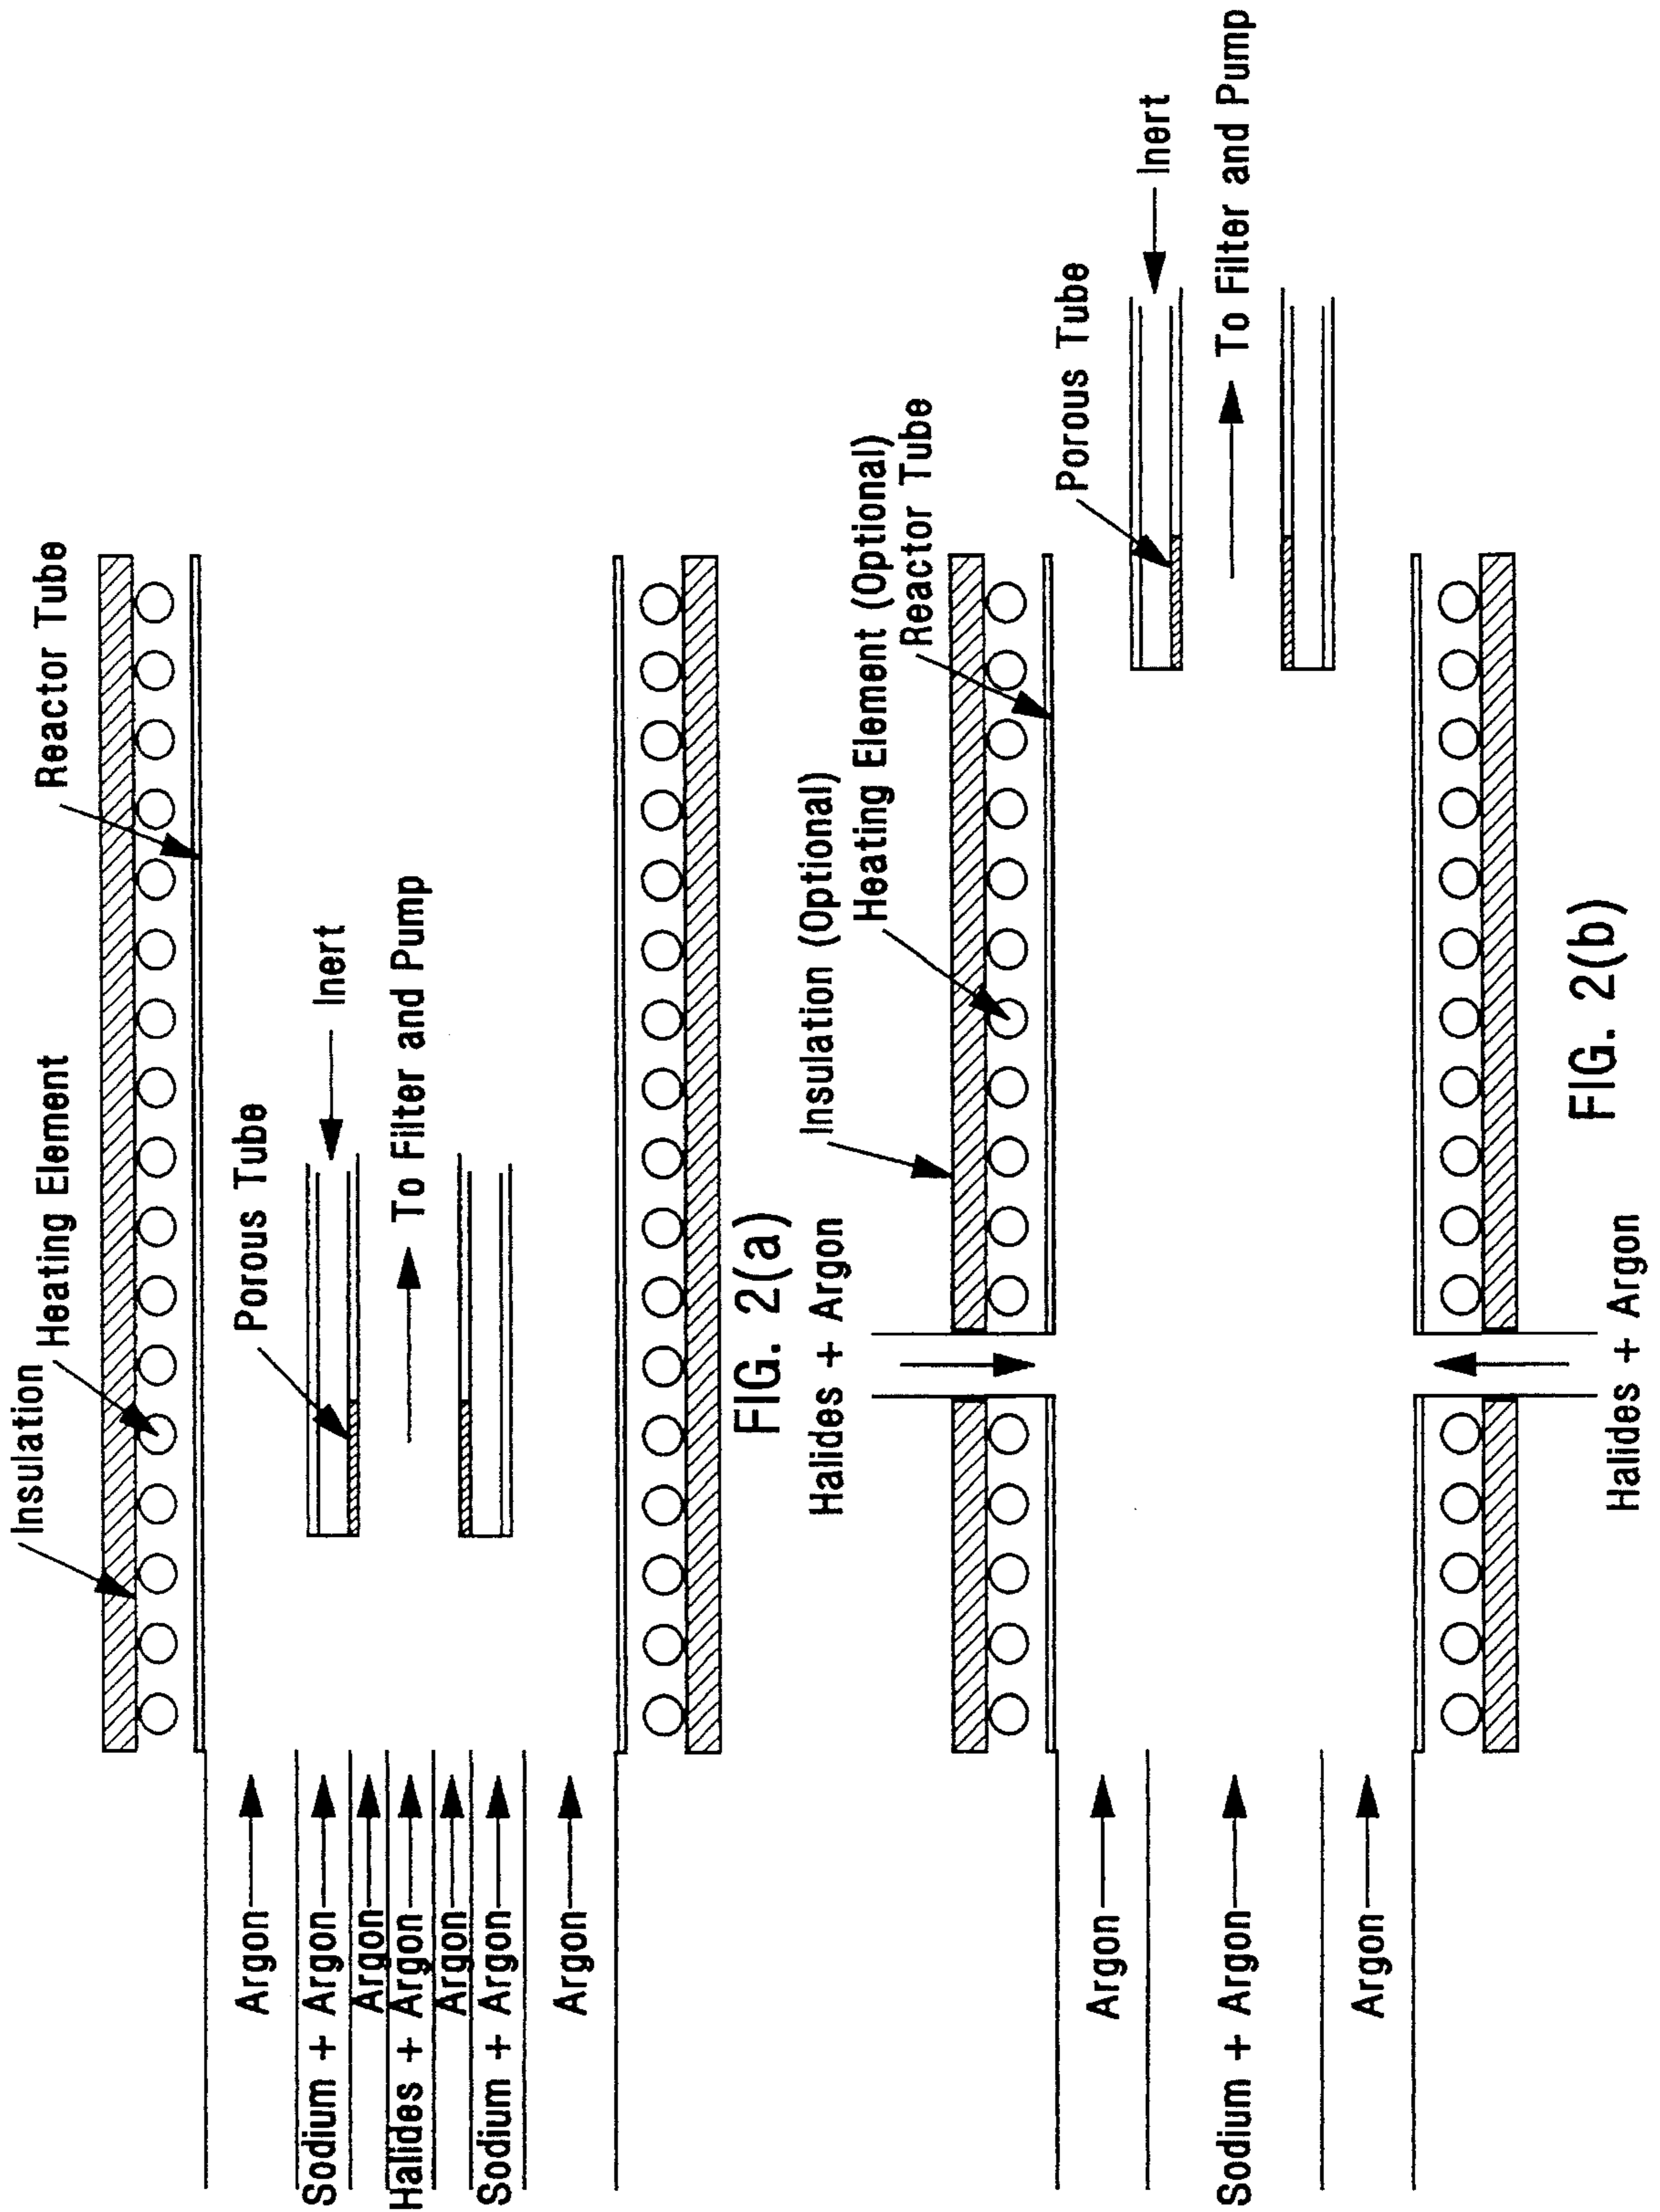 Insulation
Heating Element
Reactor Tube
Porous Tube
Inert
To Filter and Pump
Argon
Sodium + Argon
Argon
Halides + Argon
Argon
Sodium + Argon
Argon
FIG. 2(a)
Halides + Argon
Insulation (Optional)
Heating Element (Optional)
Reactor Tube
Porous Tube
Inert
To Filter and Pump
Argon
Sodium + Argon
Argon
FIG. 2(b)
Halides + Argon